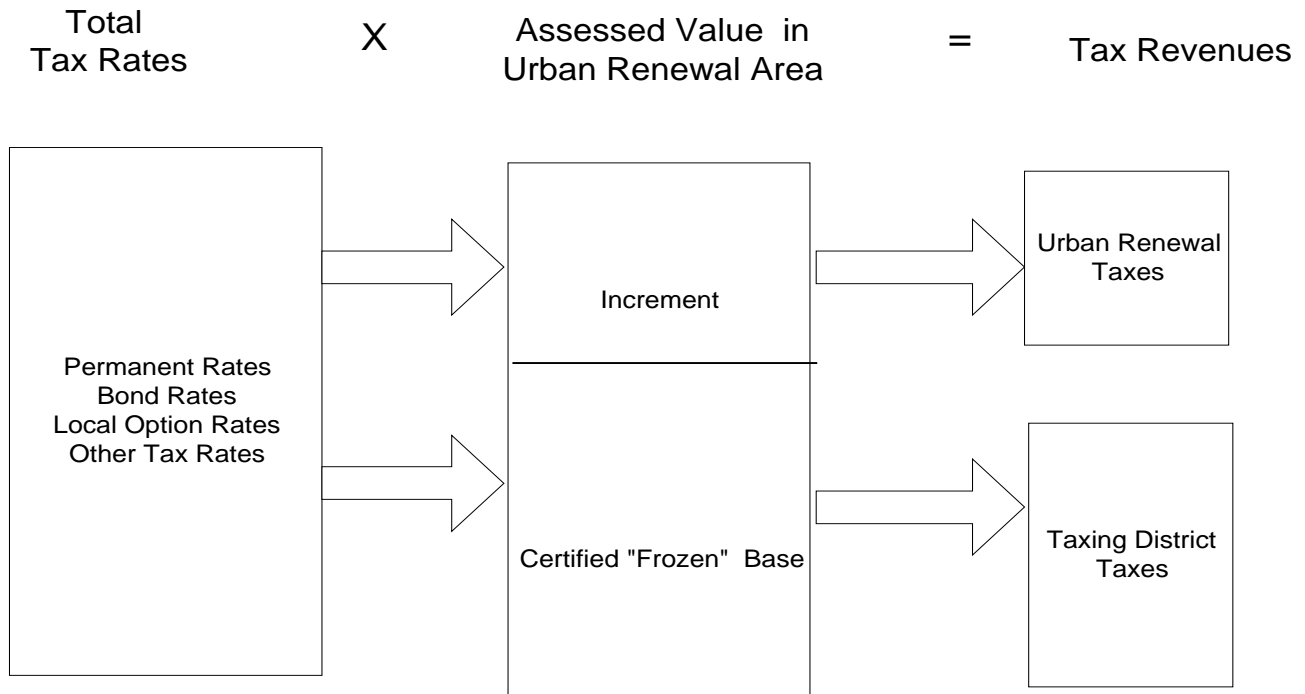 Total
Tax Rates
X
Assessed Value in
Urban Renewal Area
=
Tax Revenues
Permanent Rates
Bond Rates
Local Option Rates
Other Tax Rates
Increment
Certified "Frozen" Base
Urban Renewal
Taxes
Taxing District
Taxes